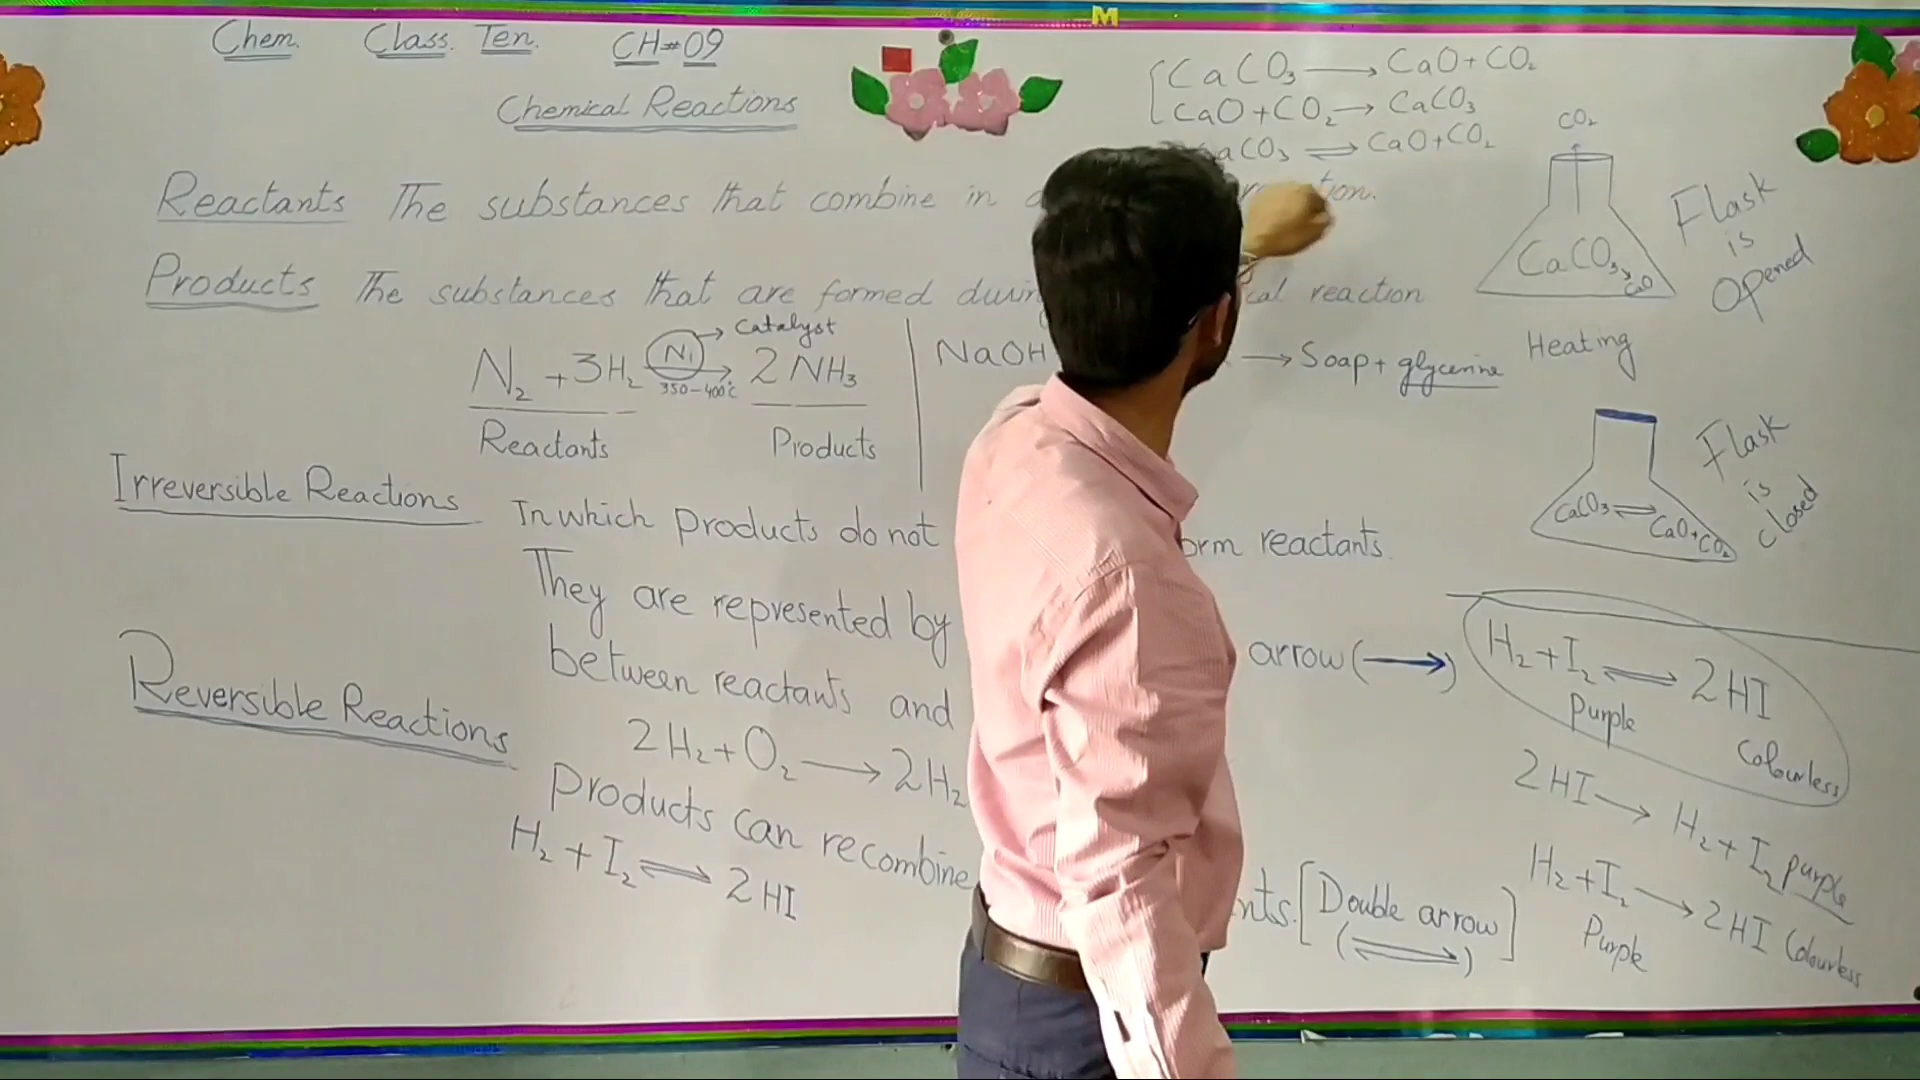 M
Chem. Class. Ten. CH#09
Chemical Reactions
CaCO₃ → CaO + CO₂
CaO + CO₂ → CaCO₃
aCO₃ ⇌ CaO + CO₂
Reactants The substances that combine in
Products The substances that are formed durin cal reaction
N₂ + 3H₂ → 2NH₃
Ni → Catalyst
350-400°C
Reactants Products
NaOH → Soap + glycerine
CO₂
CaCO₃ → CaO
Flask
is
opened
Heating
CaCO₃ ⇌ CaO + CO₂
Flask
is
closed
Irreversible Reactions In which products do not orm reactants.
They are represented by arrow (→)
between reactants and
2H₂ + O₂ → 2H₂
Reversible Reactions
Products can recombine nts. [Double arrow]
(⇌)
H₂ + I₂ ⇌ 2HI
H₂ + I₂ ⇌ 2HI
Purple Colourless
2HI → H₂ + I₂ purple
H₂ + I₂ → 2HI Colourless
Purple